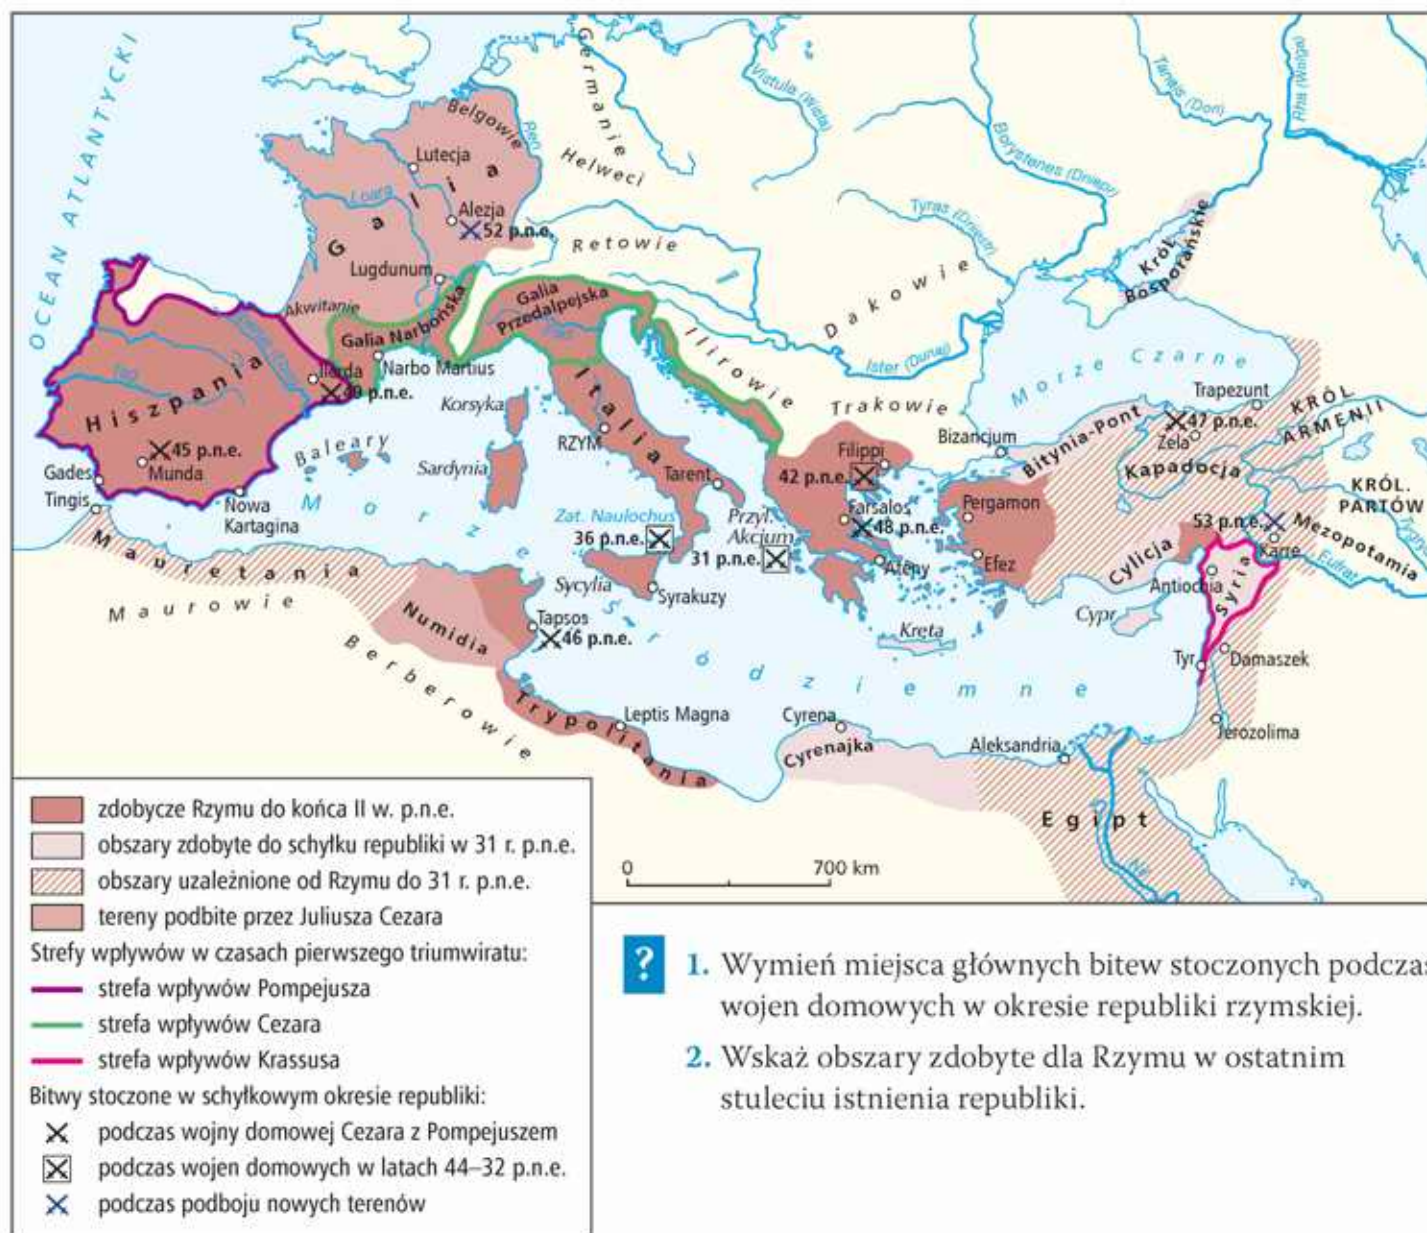 OCEAN ATLANTYCKI
Germanie
Helweci
Belgowie
Ren
Lutecja
Loara
Galia
Alezja
52 p.n.e.
Lugdunum
Akwitanie
Galia Narbońska
Galia
Przedalpejska
Retowie
Vistula (Wisła)
Borystenes (Dniepr)
Tanais (Don)
Rha (Wołga)
Tyras (Dniestr)
Dakowie
Ister (Dunaj)
Król.
Bosporańskie
Morze Czarne
Ilirowie
Trakowie
Hiszpania
Tag
Ilerda
49 p.n.e.
Narbo Martius
45 p.n.e.
Munda
Gades
Tingis
Nowa
Kartagina
Baleary
Korsyka
Sardynia
RZYM
Italia
Tarent
Zat. Naulochus
36 p.n.e.
Przyl.
Akcjum
31 p.n.e.
Sycylia
Syrakuzy
Filippi
42 p.n.e.
Farsalos
48 p.n.e.
Ateny
Bizancjum
Pergamon
Efez
Bitynia-Pont
Trapezunt
47 p.n.e.
Zela
KRÓL.
ARMENII
Kapadocja
KRÓL.
PARTÓW
53 p.n.e.
Karre
Mezopotamia
Tygrys
Eufrat
Cylicja
Antiochia
Syria
Cypr
Kreta
Tyr
Damaszek
Jerozolima
Mauretania
Maurowie
Numidia
Berberowie
Tapsos
46 p.n.e.
Trypolitania
Leptis Magna
Cyrena
Cyrenajka
Aleksandria
Egipt
Nil
Morze Śródziemne
0 700 km
zdobycze Rzymu do końca II w. p.n.e.
obszary zdobyte do schyłku republiki w 31 r. p.n.e.
obszary uzależnione od Rzymu do 31 r. p.n.e.
tereny podbite przez Juliusza Cezara
Strefy wpływów w czasach pierwszego triumwiratu:
strefa wpływów Pompejusza
strefa wpływów Cezara
strefa wpływów Krassusa
Bitwy stoczone w schyłkowym okresie republiki:
podczas wojny domowej Cezara z Pompejuszem
podczas wojen domowych w latach 44–32 p.n.e.
podczas podboju nowych terenów
?
1. Wymień miejsca głównych bitew stoczonych podczas
wojen domowych w okresie republiki rzymskiej.
2. Wskaż obszary zdobyte dla Rzymu w ostatnim
stuleciu istnienia republiki.